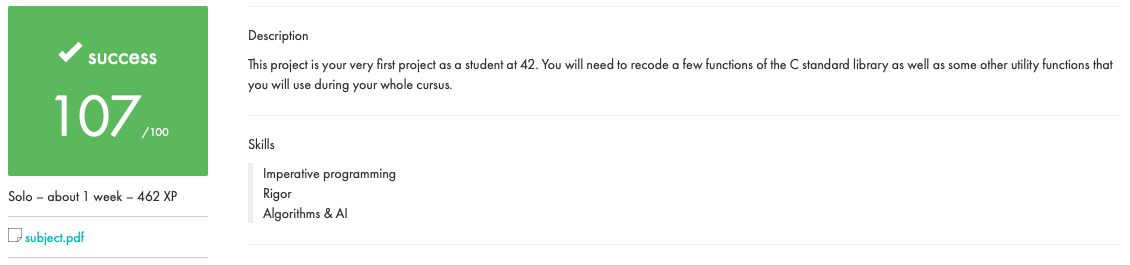 success
107 /100
Solo – about 1 week – 462 XP
subject.pdf
Description
This project is your very first project as a student at 42. You will need to recode a few functions of the C standard library as well as some other utility functions that
you will use during your whole cursus.
Skills
Imperative programming
Rigor
Algorithms & AI